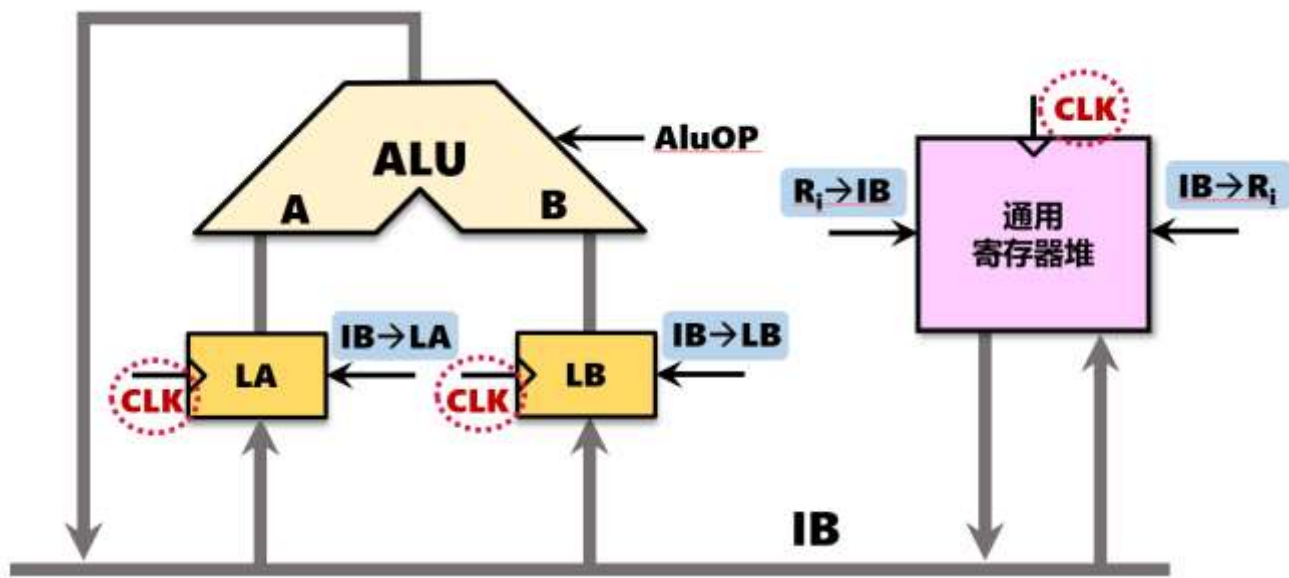 ALU
A
B
AluOP
CLK
Rᵢ→IB
IB→Rᵢ
通用
寄存器堆
IB→LA
IB→LB
LA
LB
CLK
CLK
IB